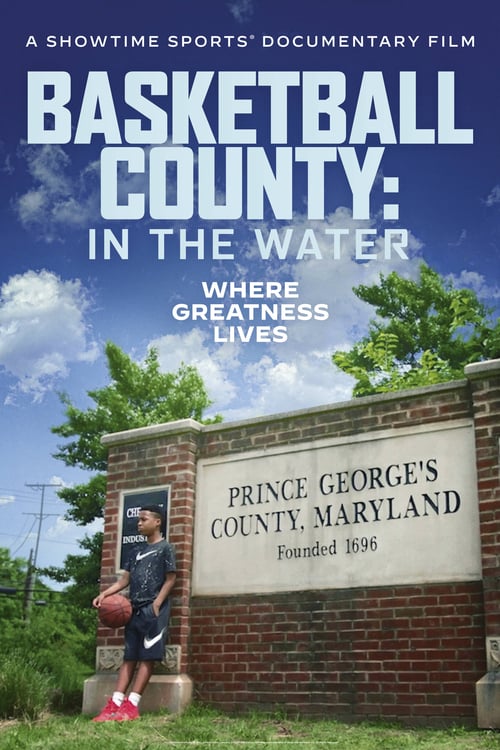 A SHOWTIME SPORTS® DOCUMENTARY FILM
BASKETBALL
COUNTY:
IN THE WATER
WHERE
GREATNESS
LIVES
PRINCE GEORGE'S
COUNTY, MARYLAND
Founded 1696